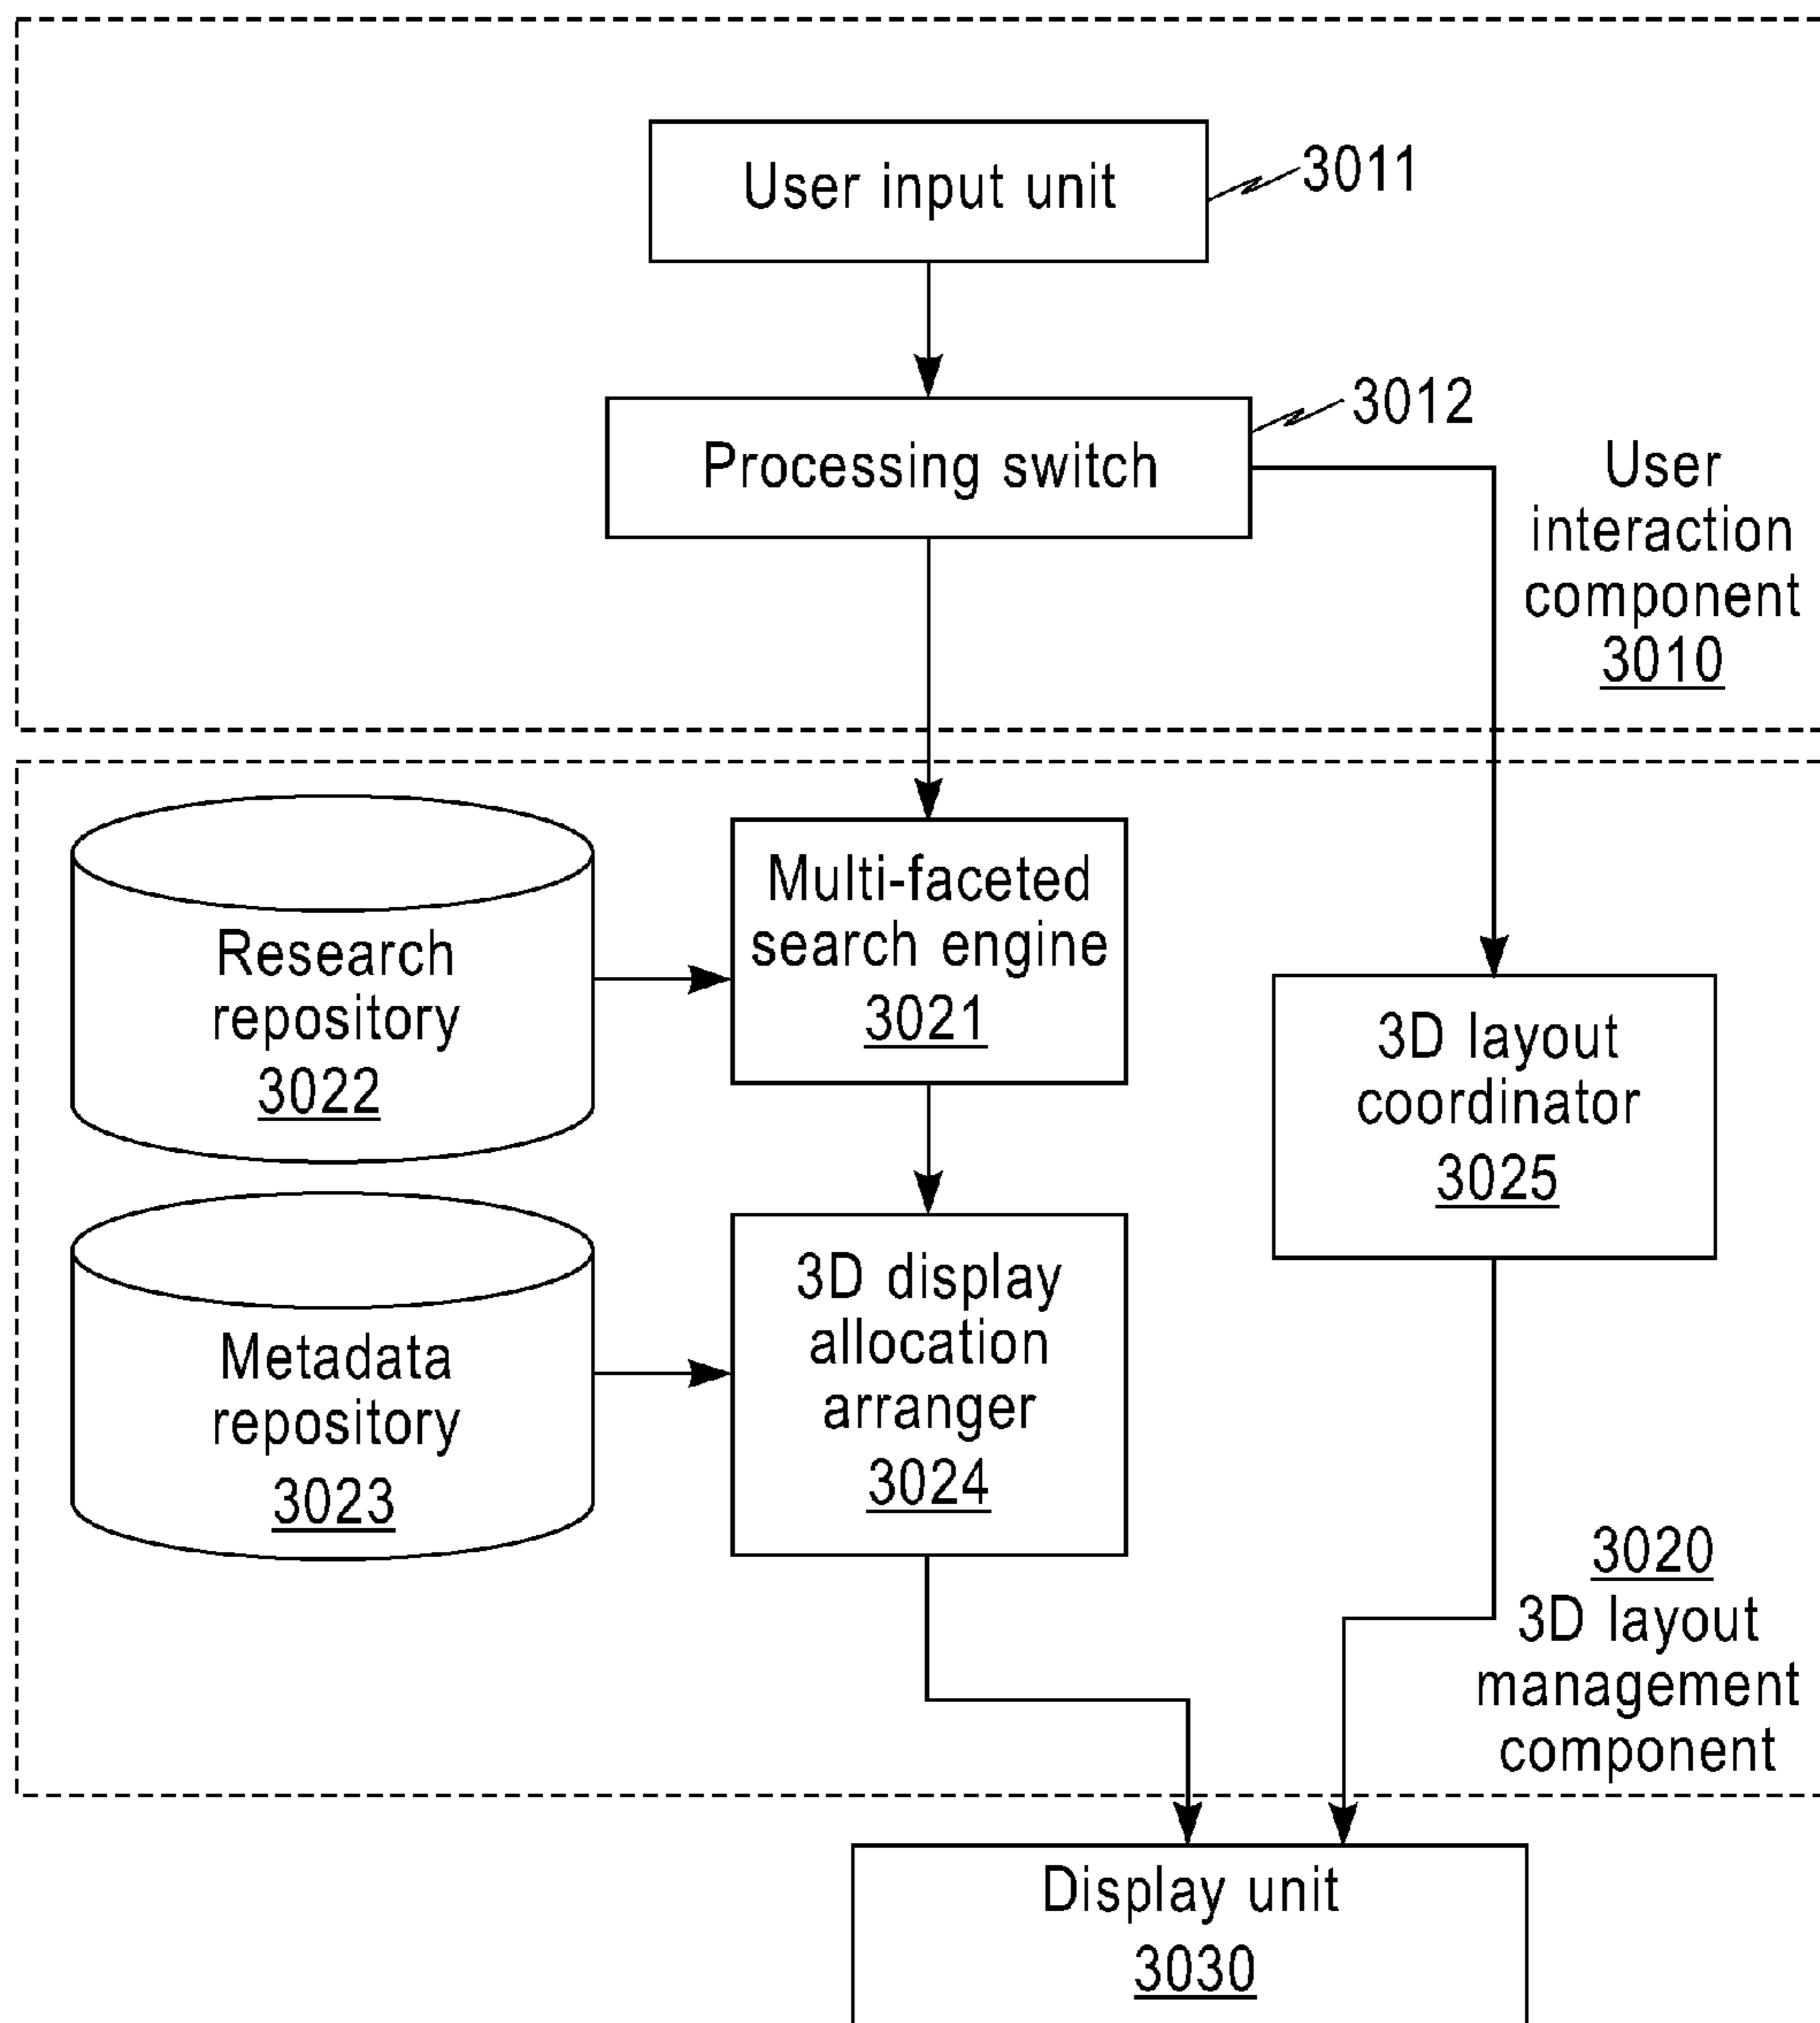 User input unit
3011
Processing switch
3012
User
interaction
component
3010
Multi-faceted
search engine
3021
Research
repository
3022
3D layout
coordinator
3025
Metadata
repository
3023
3D display
allocation
arranger
3024
3020
3D layout
management
component
Display unit
3030